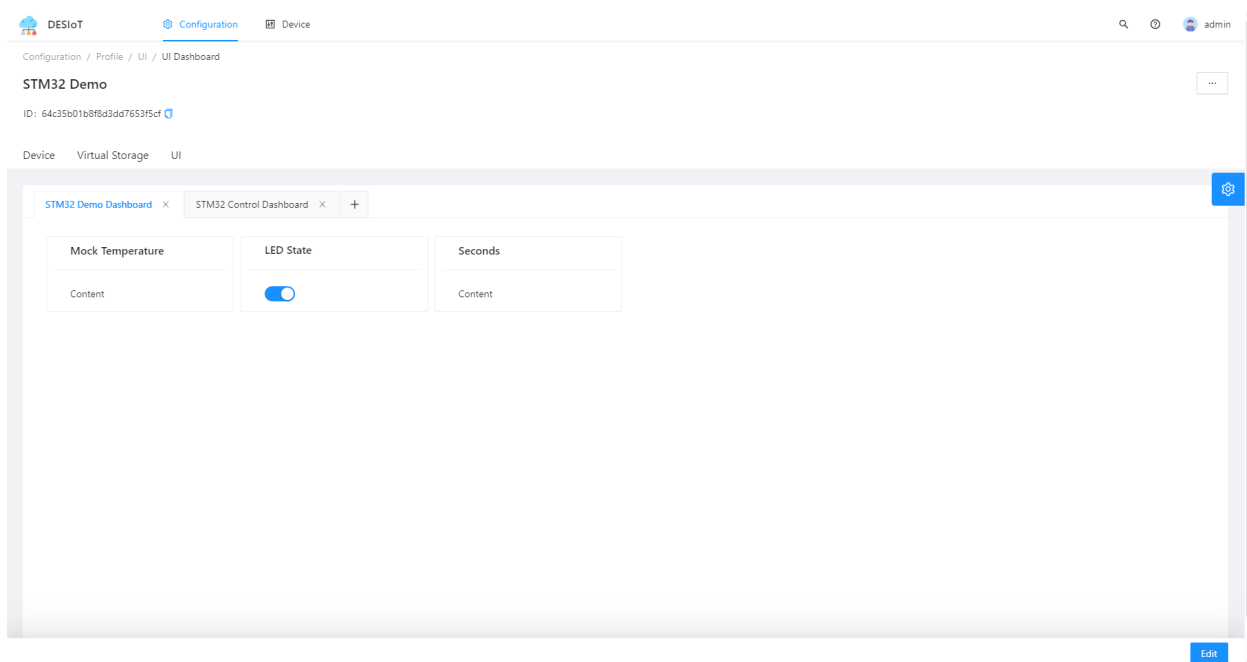 DESIoT Configuration Device admin
Configuration / Profile / UI / UI Dashboard
STM32 Demo
ID: 64c35b01b8f8d3dd7653f5cf
Device Virtual Storage UI
STM32 Demo Dashboard × STM32 Control Dashboard × +
Mock Temperature LED State Seconds
Content Content
Edit